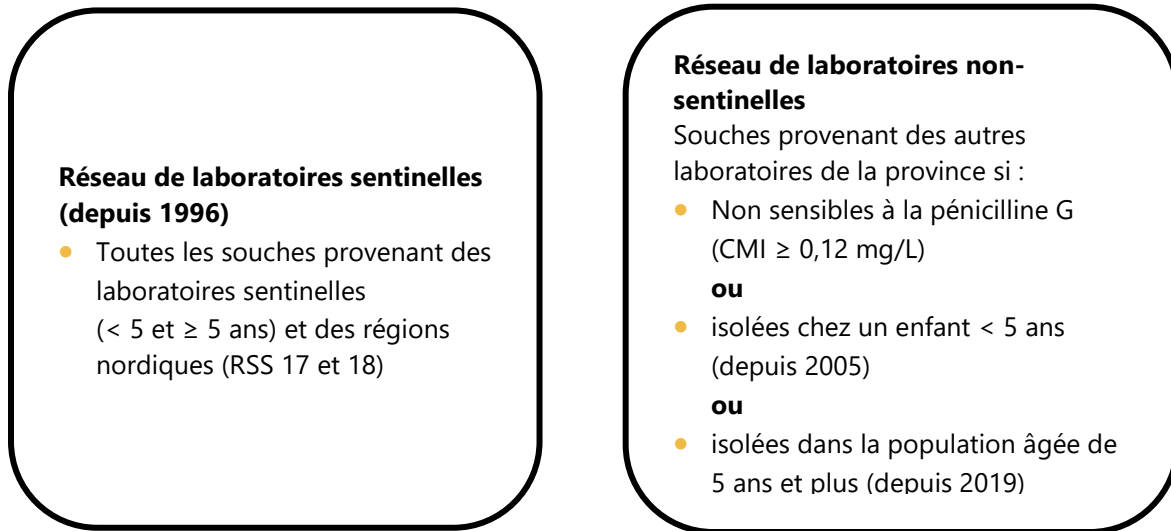 Réseau de laboratoires sentinelles
(depuis 1996)
• Toutes les souches provenant des
laboratoires sentinelles
(< 5 et ≥ 5 ans) et des régions
nordiques (RSS 17 et 18)
Réseau de laboratoires non-
sentinelles
Souches provenant des autres
laboratoires de la province si :
• Non sensibles à la pénicilline G
(CMI ≥ 0,12 mg/L)
ou
• isolées chez un enfant < 5 ans
(depuis 2005)
ou
• isolées dans la population âgée de
5 ans et plus (depuis 2019)